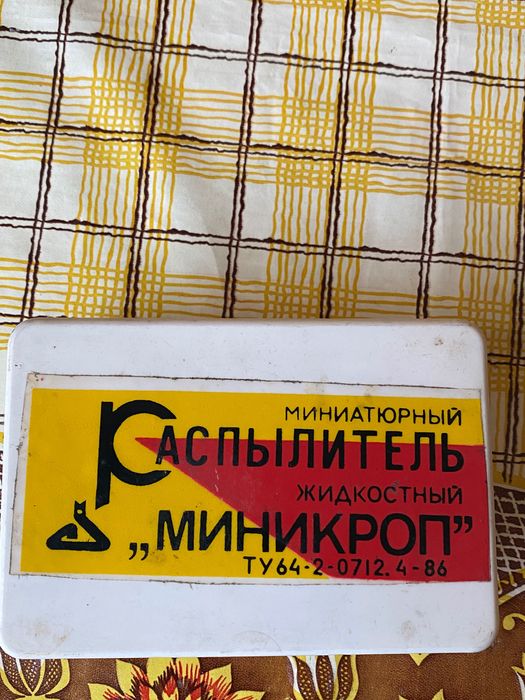 МИНИАТЮРНЫЙ
РАСПЫЛИТЕЛЬ
ЖИДКОСТНЫЙ
„МИНИКРОП”
ТУ64-2-0712.4-86